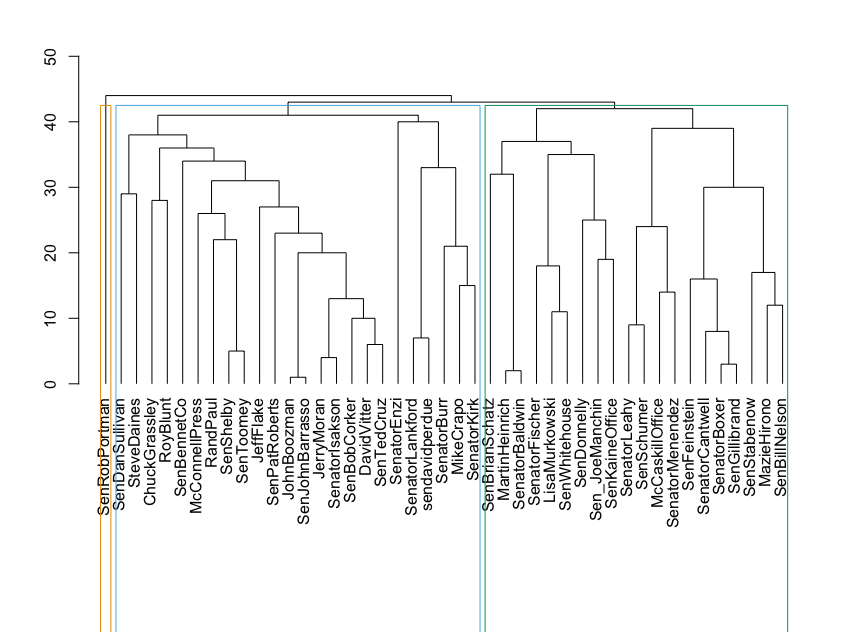 50
40
30
20
10
0
SenRobPortman
SenDanSullivan
SteveDaines
ChuckGrassley
RoyBlunt
SenBennetCo
McConnellPress
RandPaul
SenShelby
SenToomey
JeffFlake
SenPatRoberts
JohnBoozman
SenJohnBarrasso
JerryMoran
SenatorIsakson
SenBobCorker
DavidVitter
SenTedCruz
SenatorEnzi
SenatorLankford
sendavidperdue
SenatorBurr
MikeCrapo
SenatorKirk
SenBrianSchatz
MartinHeinrich
SenatorBaldwin
SenatorFischer
LisaMurkowski
SenWhitehouse
SenDonnelly
Sen_JoeManchin
SenKaineOffice
SenatorLeahy
SenSchumer
McCaskillOffice
SenatorMenendez
SenFeinstein
SenatorCantwell
SenatorBoxer
SenGillibrand
SenStabenow
MazieHirono
SenBillNelson